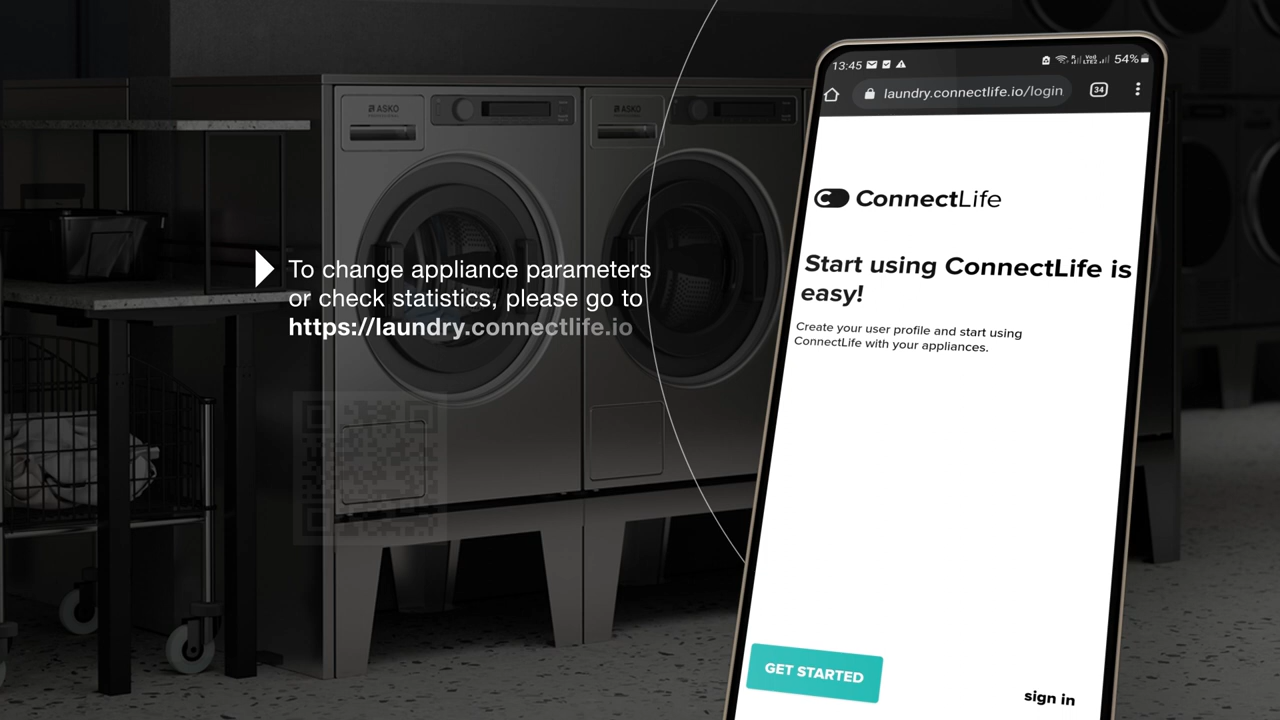 ASKO
ASKO
To change appliance parameters
or check statistics, please go to
https://laundry.connectlife.io
13:45
54%
laundry.connectlife.io/login
34
ConnectLife
Start using ConnectLife is
easy!
Create your user profile and start using
ConnectLife with your appliances.
GET STARTED
sign in